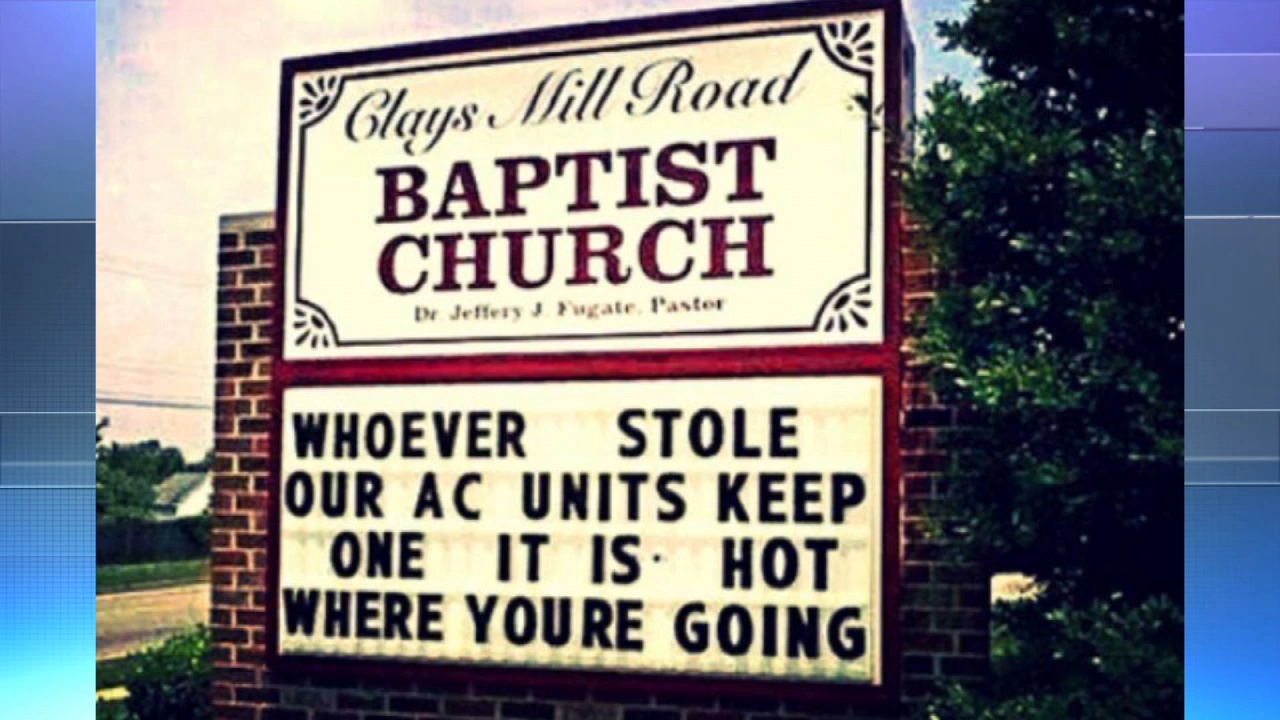 Clays Mill Road
BAPTIST
CHURCH
Dr. Jeffery J. Fugate, Pastor
WHOEVER STOLE
OUR AC UNITS KEEP
ONE IT IS HOT
WHERE YOURE GOING